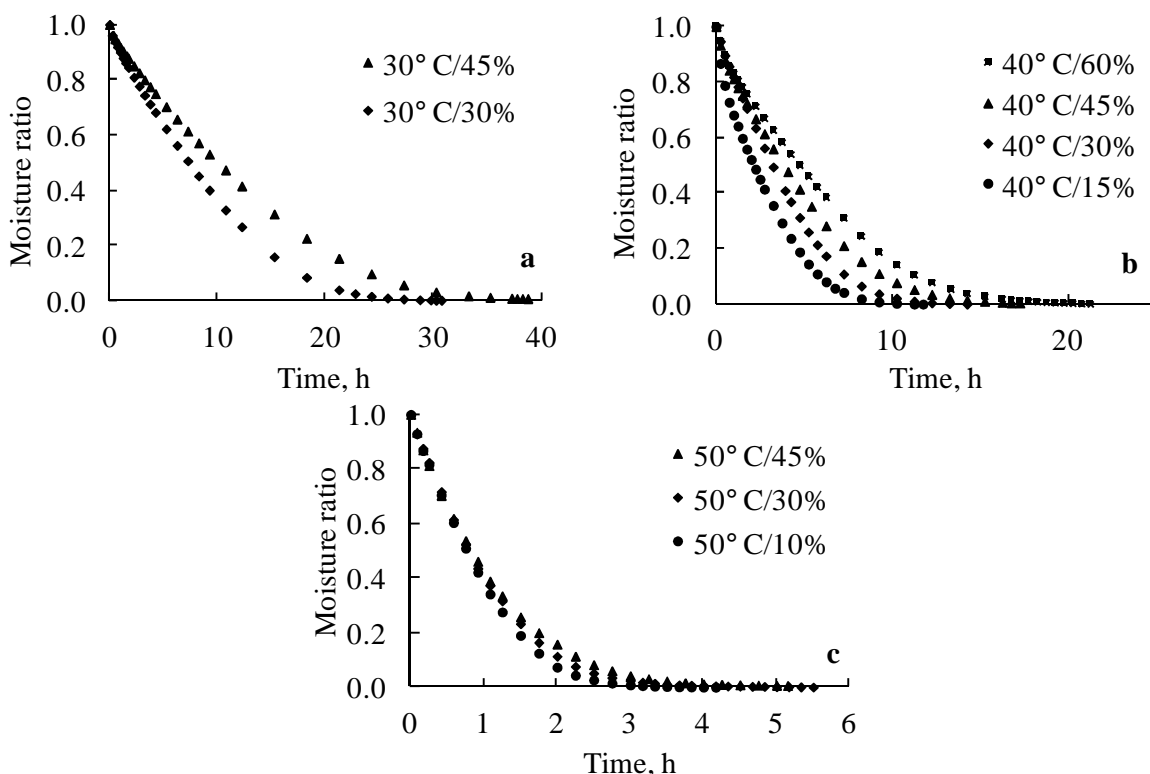 1.0
0.8
0.6
0.4
0.2
0.0
Moisture ratio
30° C/45%
30° C/30%
a
0
10
20
30
40
Time, h
1.0
0.8
0.6
0.4
0.2
0.0
Moisture ratio
40° C/60%
40° C/45%
40° C/30%
40° C/15%
b
0
10
20
Time, h
1.0
0.8
0.6
0.4
0.2
0.0
Moisture ratio
50° C/45%
50° C/30%
50° C/10%
c
0
1
2
3
4
5
6
Time, h